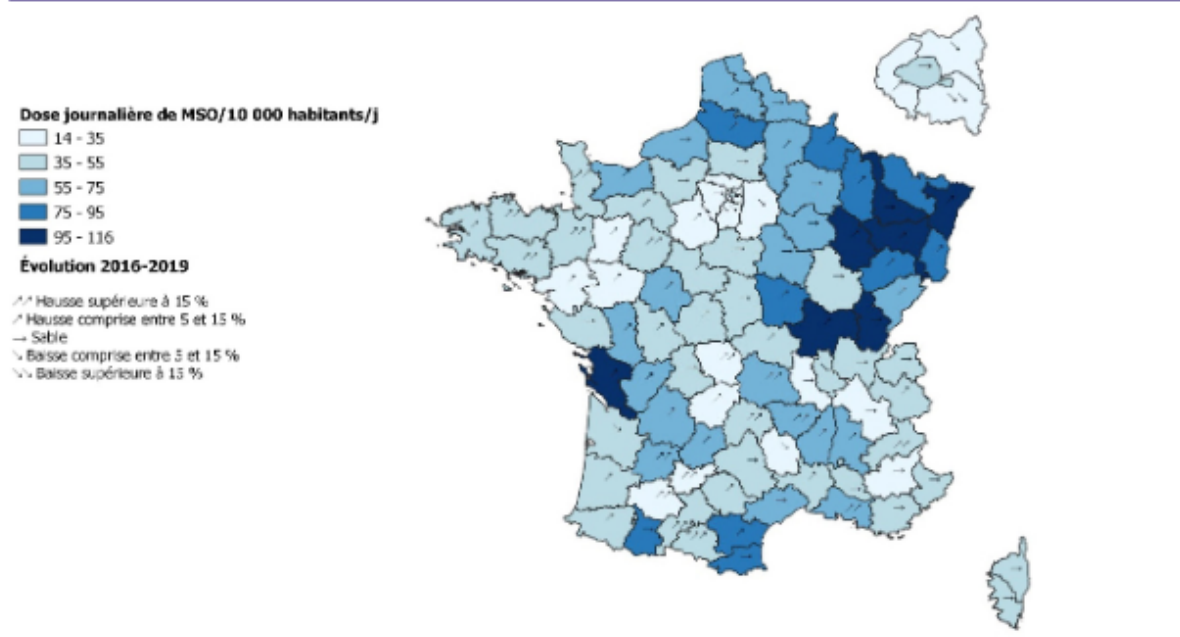 Dose journalière de MSO/10 000 habitants/j
14 - 35
35 - 55
55 - 75
75 - 95
95 - 116
Évolution 2016-2019
↗↗ Hausse supérieure à 15 %
↗ Hausse comprise entre 5 et 15 %
→ Sable
↘ Baisse comprise entre 5 et 15 %
↘↘ Baisse supérieure à 15 %